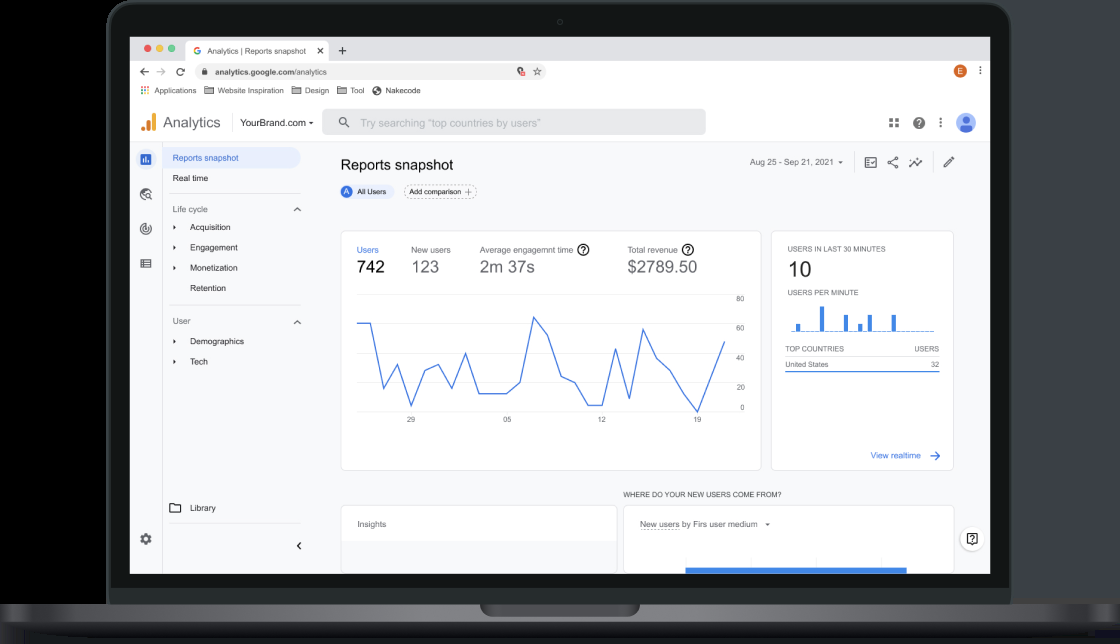 Analytics | Reports snapshot
analytics.google.com/analytics
E
Applications Website Inspiration Design Tool Nakecode
Analytics YourBrand.com Try searching “top countries by users”
Reports snapshot
Real time
Life cycle
Acquisition
Engagement
Monetization
Retention
User
Demographics
Tech
Library
Reports snapshot
Aug 25 - Sep 21, 2021
A All Users Add comparison +
Users New users Average engagemnt time Total revenue
742 123 2m 37s $2789.50
80
60
40
20
0
29 05 12 19
USERS IN LAST 30 MINUTES
10
USERS PER MINUTE
TOP COUNTRIES USERS
United States 32
View realtime
WHERE DO YOUR NEW USERS COME FROM?
Insights
New users by Firs user medium